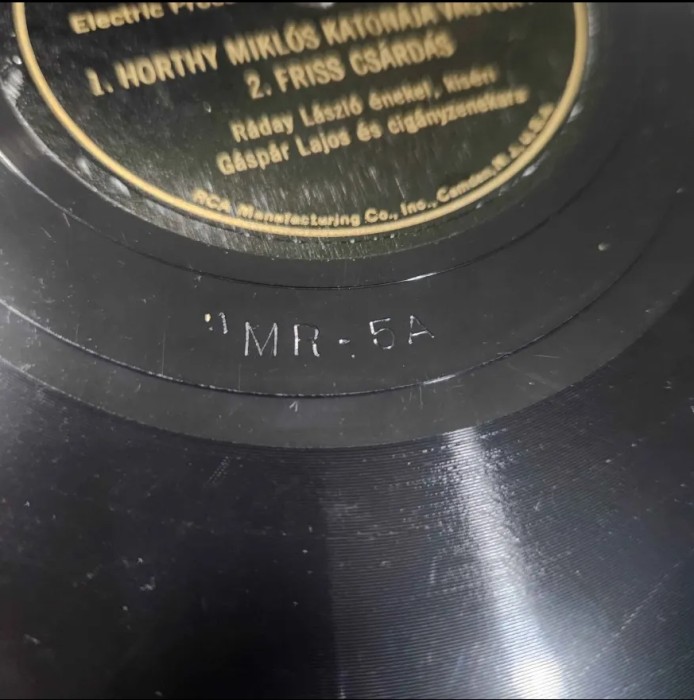 Electric
1. HORTHY MIKLÓS KATONÁJA
2. FRISS CSÁRDÁS
Ráday László énekel, kiséri
Gáspár Lajos és cigányzenekara
RCA Manufacturing Co., Inc., Camden, N. J., U.S.A.
MR-5A